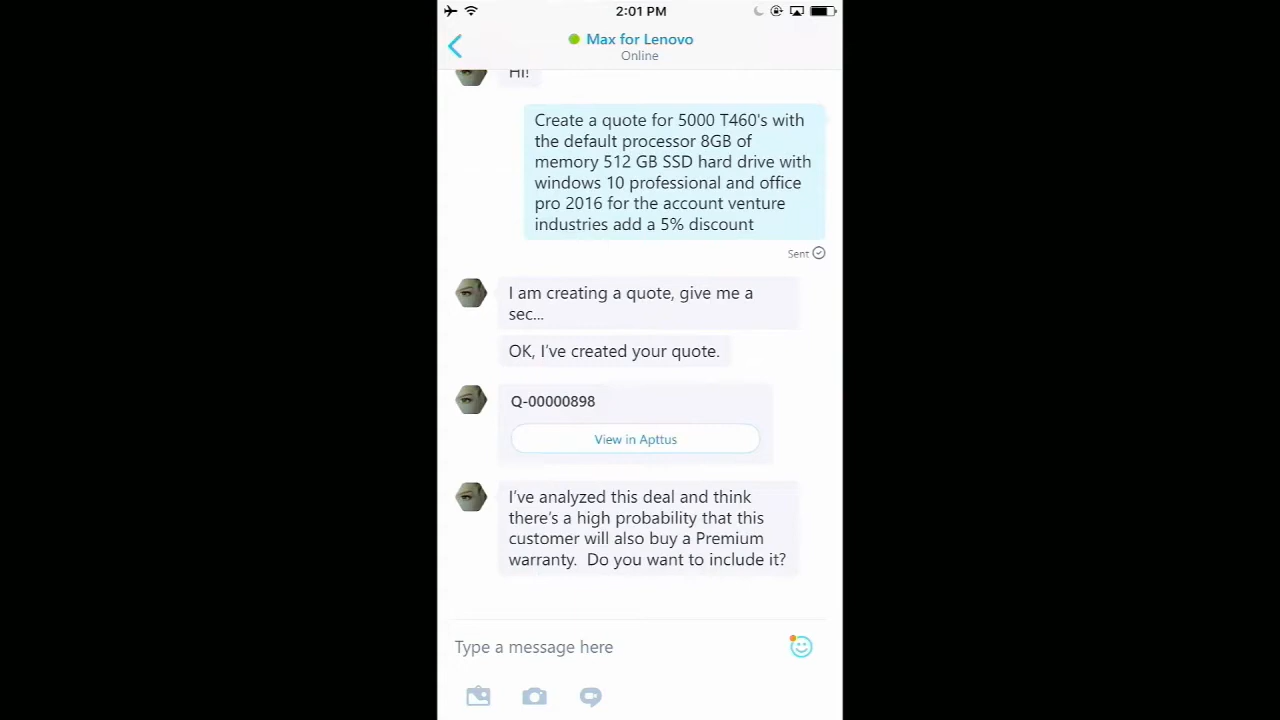 2:01 PM
Max for Lenovo
Online
Hi!
Create a quote for 5000 T460's with
the default processor 8GB of
memory 512 GB SSD hard drive with
windows 10 professional and office
pro 2016 for the account venture
industries add a 5% discount
Sent
I am creating a quote, give me a
sec...
OK, I've created your quote.
Q-00000898
View in Apttus
I've analyzed this deal and think
there's a high probability that this
customer will also buy a Premium
warranty.  Do you want to include it?
Type a message here